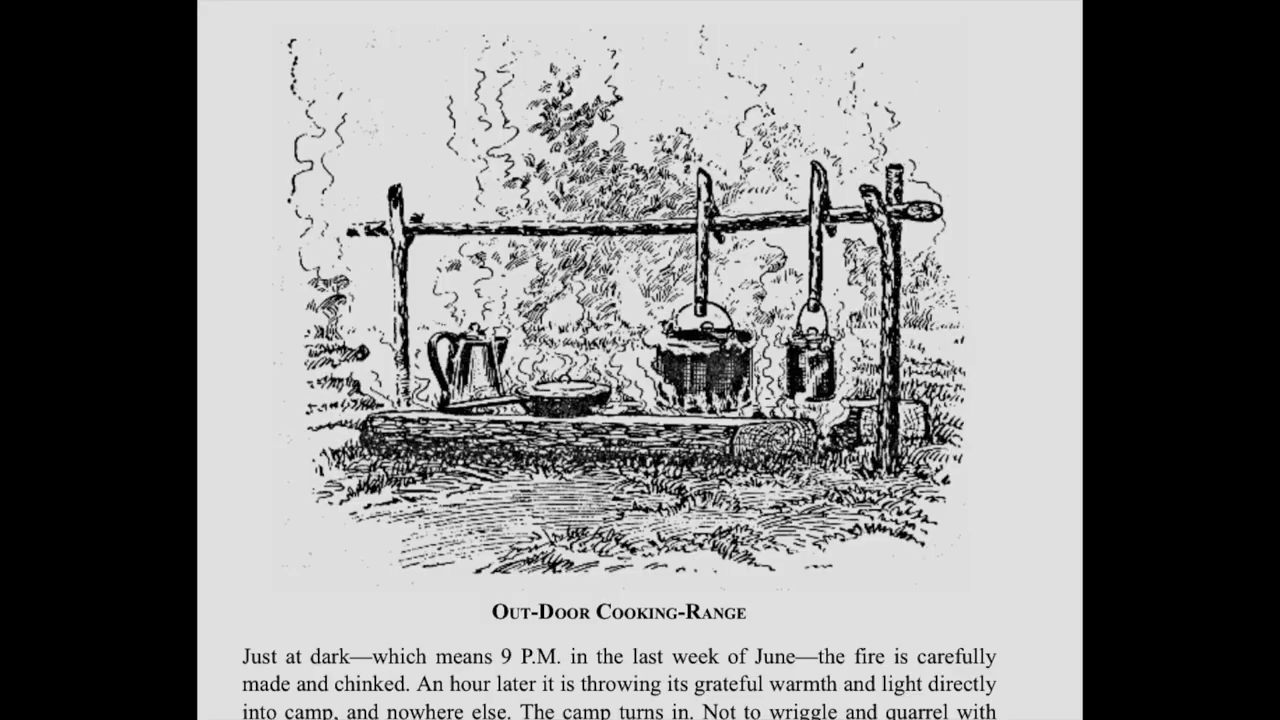 Out-Door Cooking-Range
Just at dark—which means 9 P.M. in the last week of June—the fire is carefully
made and chinked. An hour later it is throwing its grateful warmth and light directly
into camp, and nowhere else. The camp turns in. Not to wriggle and quarrel with